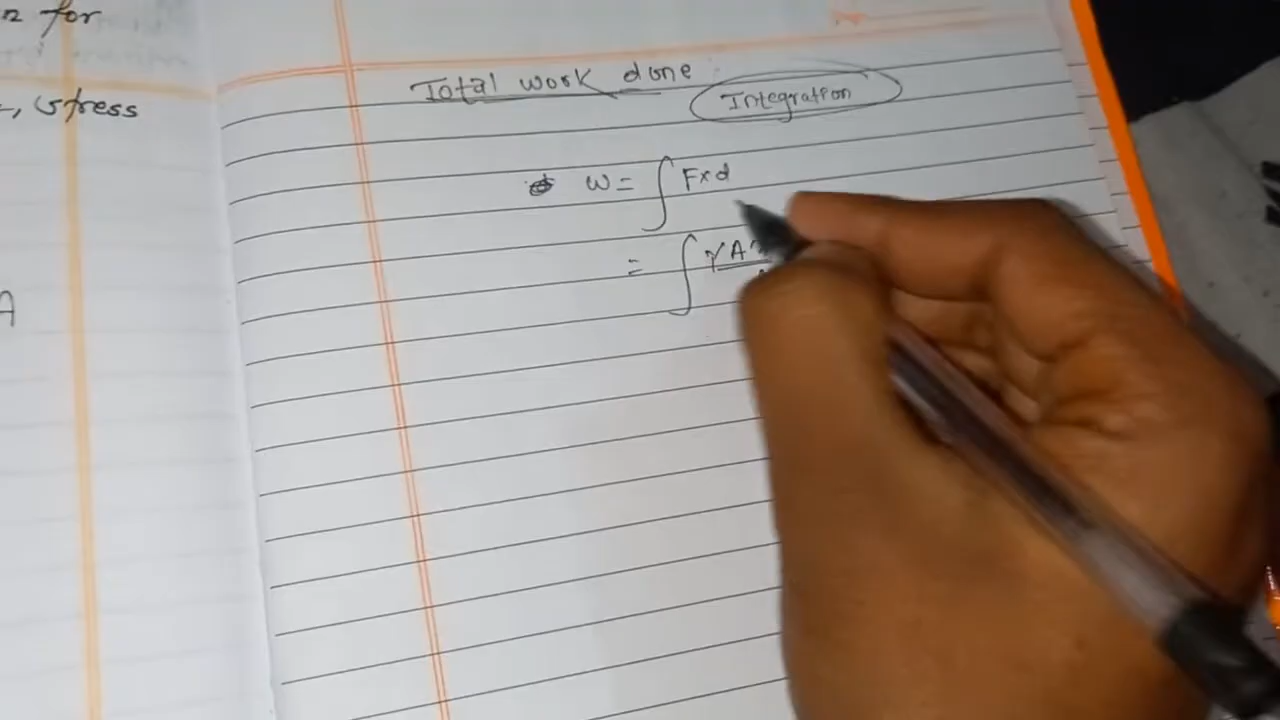 n for
, stress
A
Total work done
Integration
W = ∫ F×d
= ∫ YA